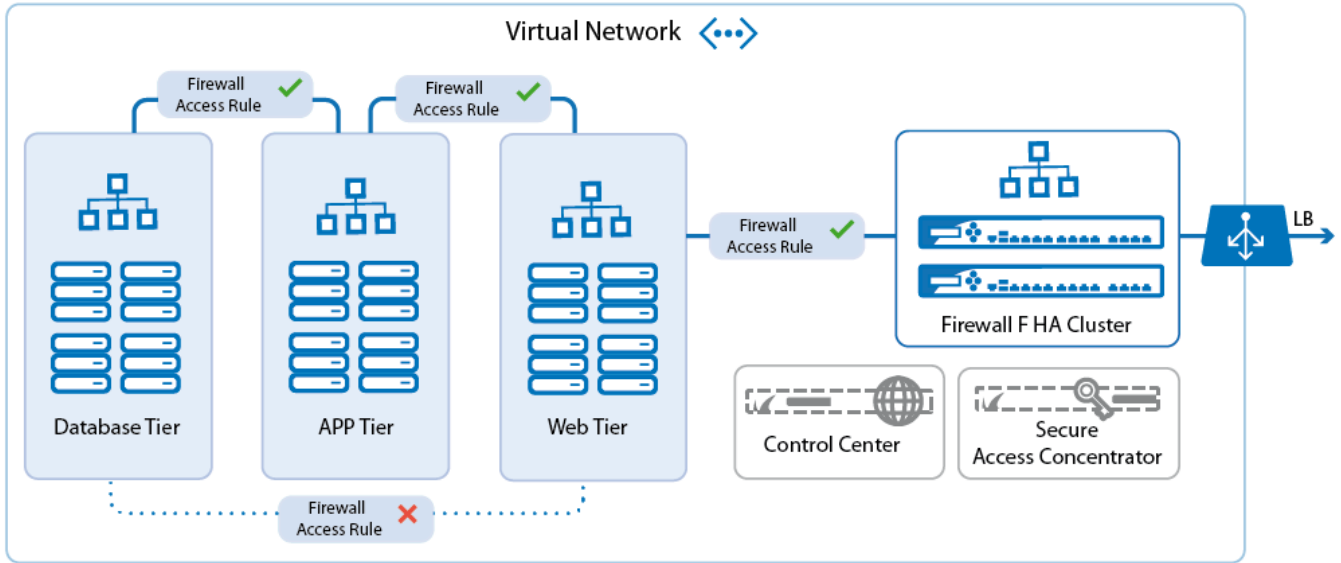 Virtual Network
Firewall
Access Rule
Firewall
Access Rule
Firewall
Access Rule
LB
Firewall F HA Cluster
Database Tier
APP Tier
Web Tier
Control Center
Secure
Access Concentrator
Firewall
Access Rule